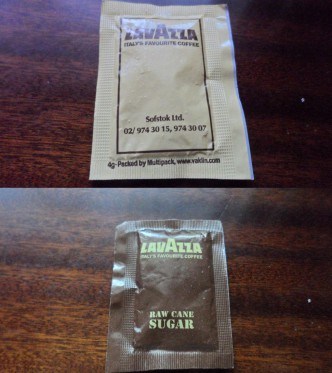 LAVAZZA
ITALY'S FAVOURITE COFFEE
Sofstok Ltd.
02/ 974 30 15, 974 30 07
4g-Packed by Multipack, www.vaklin.com
LAVAZZA
ITALY'S FAVOURITE COFFEE
RAW CANE
SUGAR